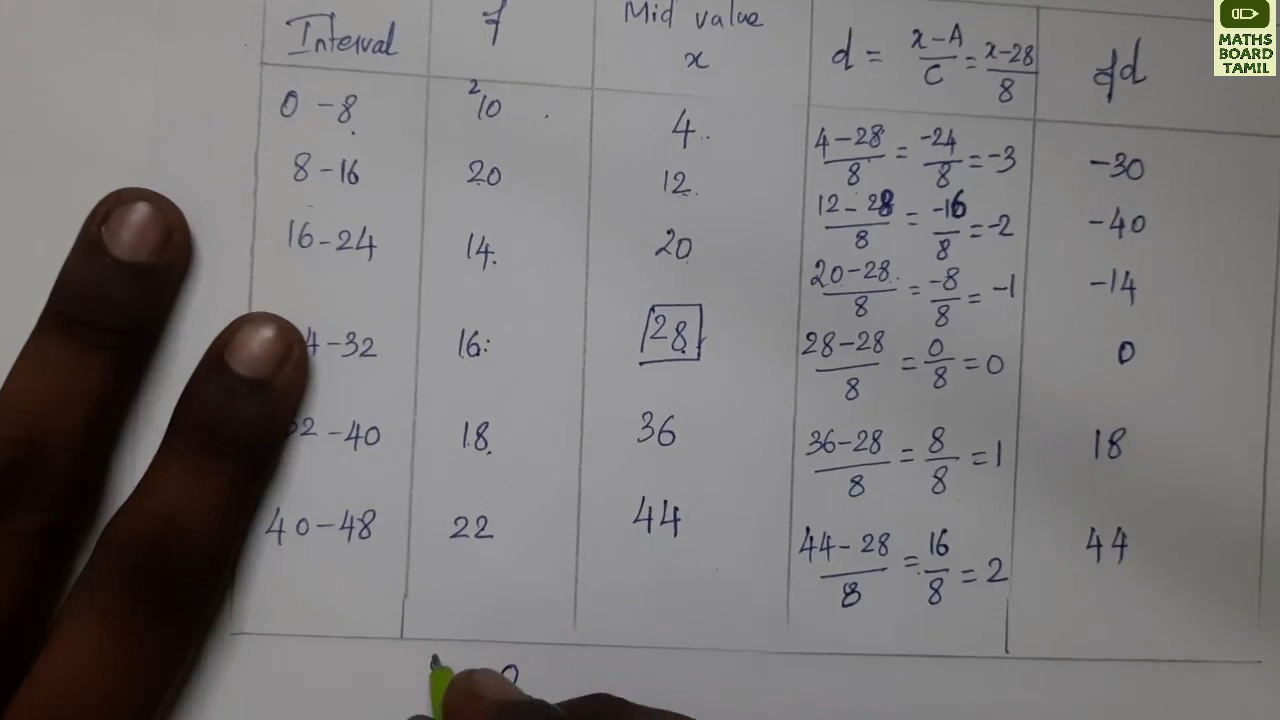 Interval f Mid value x d = x-A/C = x-28/8 fd
0-8 ²10 4 4-28/8 = -24/8 = -3 -30
8-16 20 12 12-28/8 = -16/8 = -2 -40
16-24 14 20 20-28/8 = -8/8 = -1 -14
4-32 16 28 28-28/8 = 0/8 = 0 0
2-40 18 36 36-28/8 = 8/8 = 1 18
40-48 22 44 44-28/8 = 16/8 = 2 44
MATHS
BOARD
TAMIL